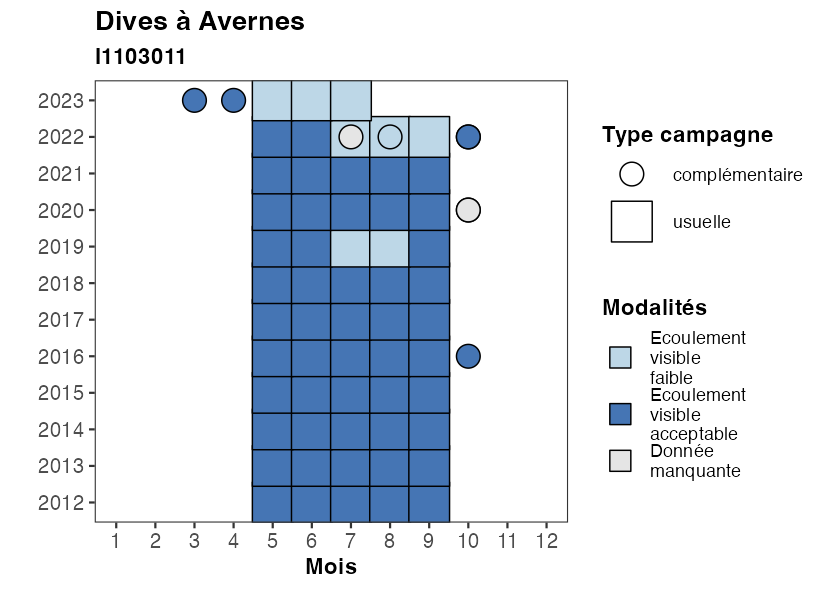 Dives à Avernes
I1103011
2023
2022
2021
2020
2019
2018
2017
2016
2015
2014
2013
2012
1 2 3 4 5 6 7 8 9 10 11 12
Mois
Type campagne
complémentaire
usuelle
Modalités
Ecoulement
visible
faible
Ecoulement
visible
acceptable
Donnée
manquante